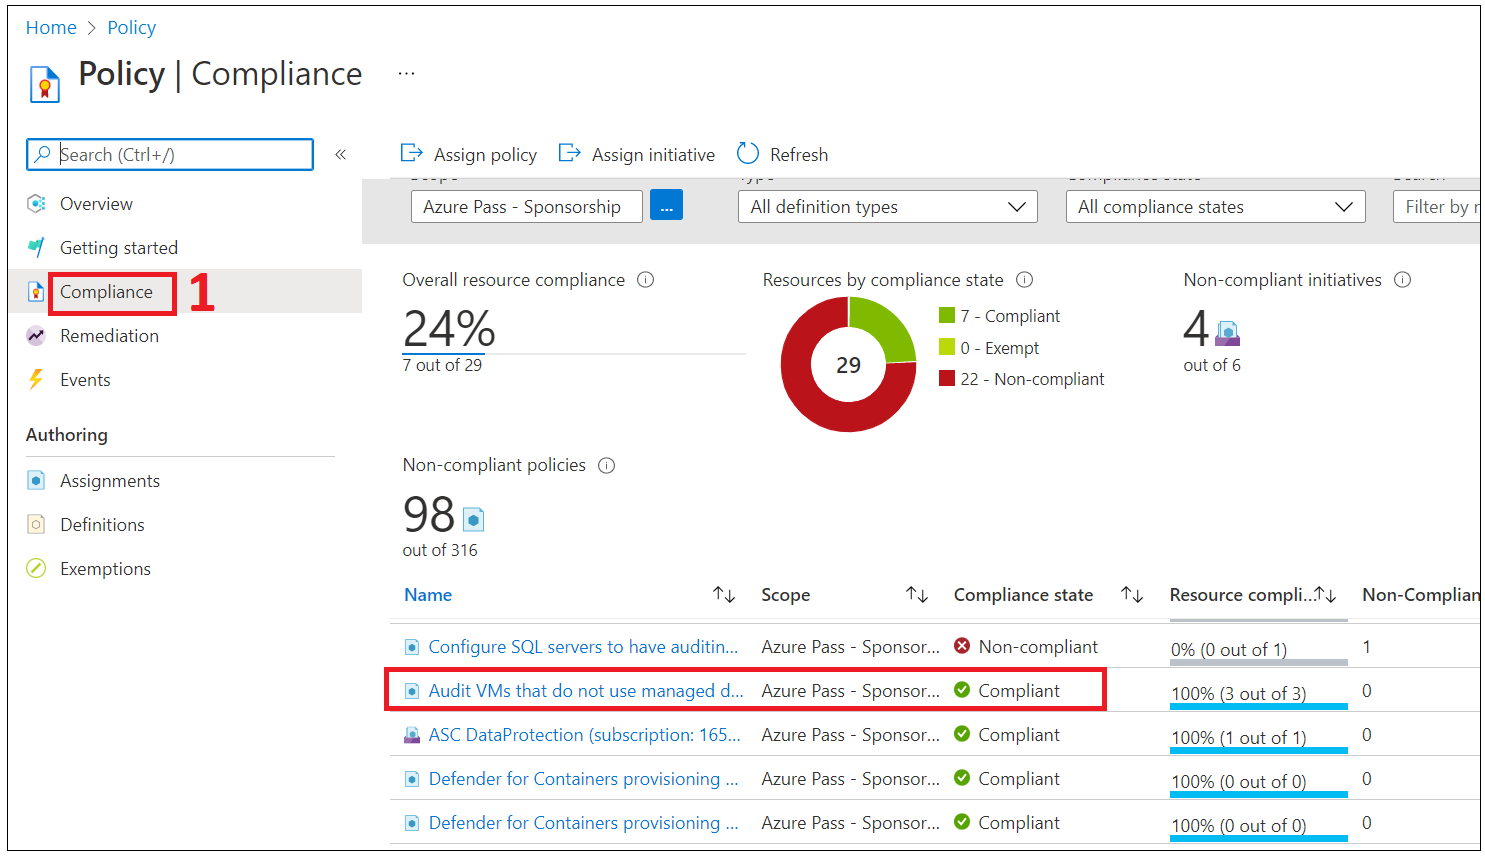 Home > Policy
Policy | Compliance ...
Search (Ctrl+/) «
Assign policy Assign initiative Refresh
Overview
Getting started
Compliance 1
Remediation
Events
Authoring
Assignments
Definitions
Exemptions
Azure Pass - Sponsorship ... All definition types All compliance states Filter by
Overall resource compliance
24%
7 out of 29
Resources by compliance state
29
7 - Compliant
0 - Exempt
22 - Non-compliant
Non-compliant initiatives
4
out of 6
Non-compliant policies
98
out of 316
Name Scope Compliance state Resource compli... Non-Complian
Configure SQL servers to have auditin... Azure Pass - Sponsor... Non-compliant 0% (0 out of 1) 1
Audit VMs that do not use managed d... Azure Pass - Sponsor... Compliant 100% (3 out of 3) 0
ASC DataProtection (subscription: 165... Azure Pass - Sponsor... Compliant 100% (1 out of 1) 0
Defender for Containers provisioning ... Azure Pass - Sponsor... Compliant 100% (0 out of 0) 0
Defender for Containers provisioning ... Azure Pass - Sponsor... Compliant 100% (0 out of 0) 0